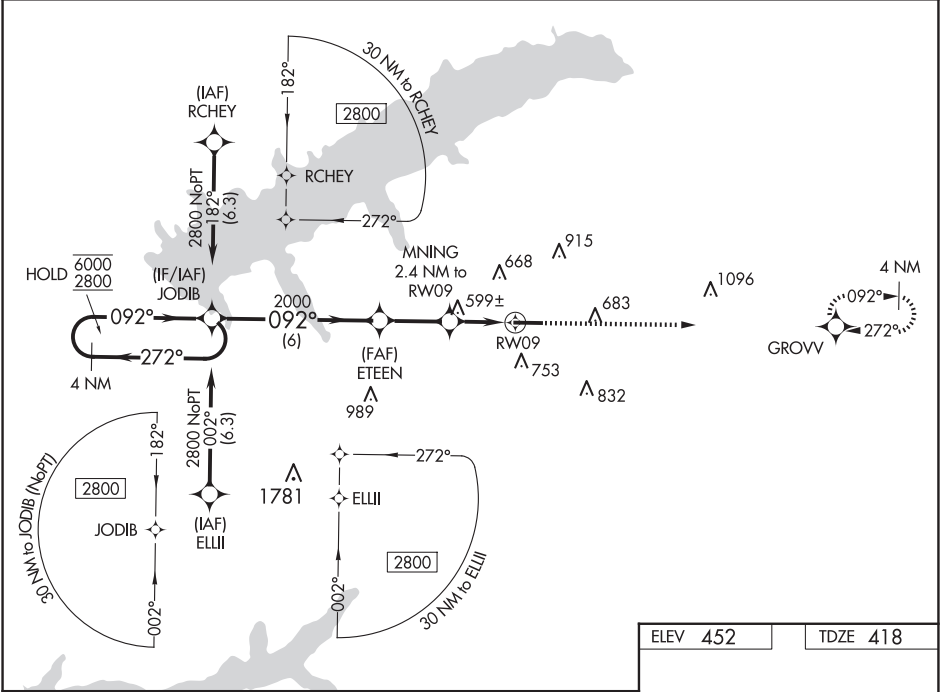 30 NM to RCHEY
182°
2800
RCHEY
272°
(IAF)
RCHEY
2800 NoPT
182°
(6.3)
HOLD 6000
2800
(IF/IAF)
JODIB
092°
272°
4 NM
2000
092°
(6)
(FAF)
ETEEN
MNING
2.4 NM to
RW09
599±
668
915
683
1096
RW09
753
832
989
4 NM
092°
272°
GROVV
2800 NoPT
002°
(6.3)
(IAF)
ELLII
1781
30 NM to JODIB (NoPT)
182°
2800
JODIB
002°
272°
ELLII
2800
002°
30 NM to ELLII
ELEV 452
TDZE 418